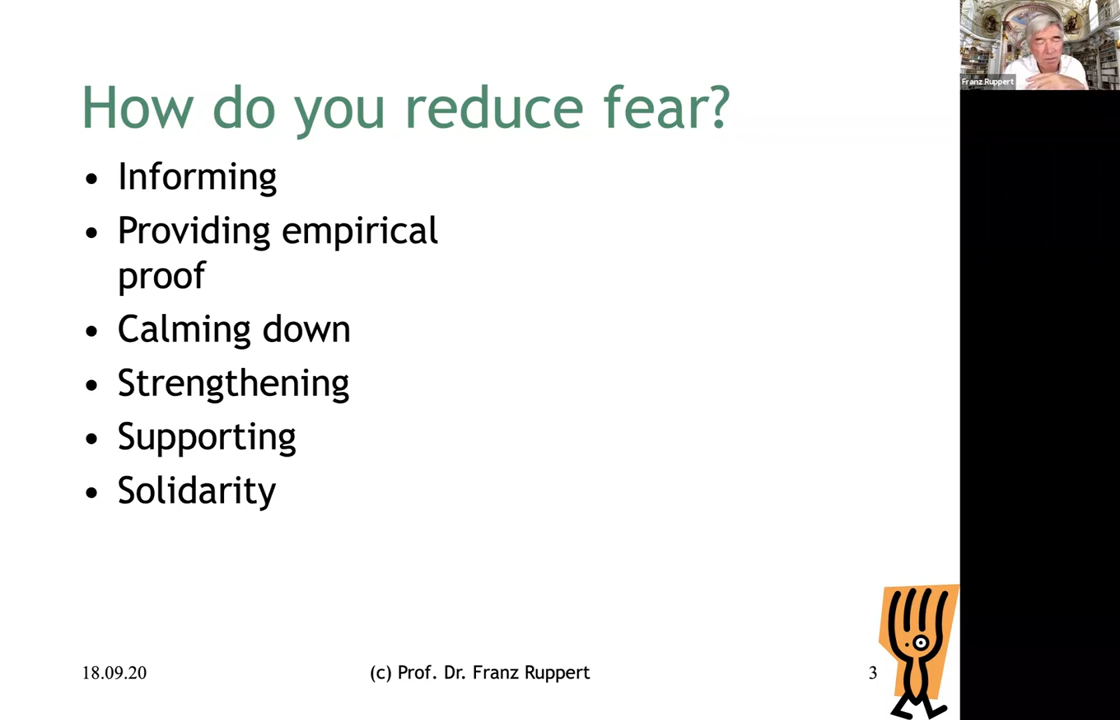 Franz Ruppert
How do you reduce fear?
• Informing
• Providing empirical
proof
• Calming down
• Strengthening
• Supporting
• Solidarity
18.09.20
(c) Prof. Dr. Franz Ruppert
3